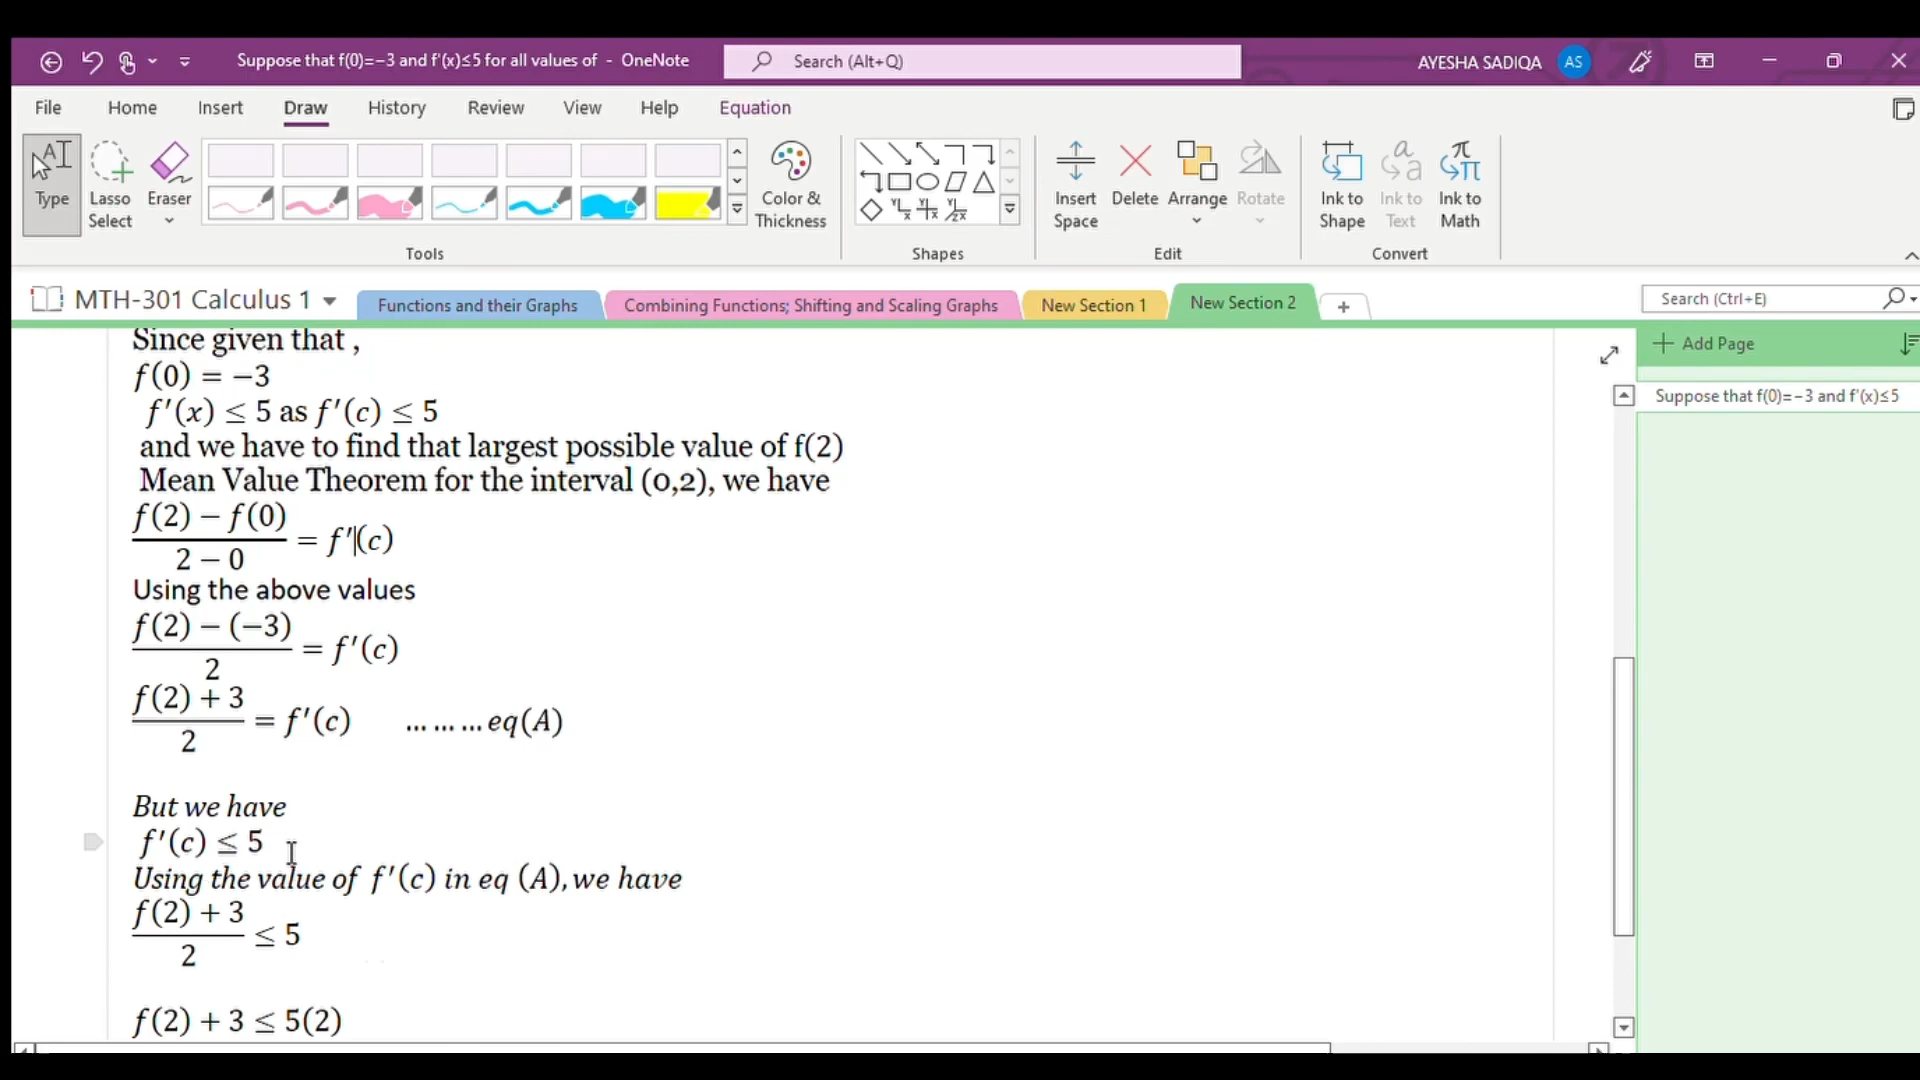 Suppose that f(0)=−3 and f'(x)≤5 for all values of - OneNote
Search (Alt+Q)
AYESHA SADIQA AS
File Home Insert Draw History Review View Help Equation
Type
Lasso Select
Eraser
Color & Thickness
Insert Space
Delete
Arrange
Rotate
Ink to Shape
Ink to Text
Ink to Math
Tools Shapes Edit Convert
MTH-301 Calculus 1
Functions and their Graphs
Combining Functions; Shifting and Scaling Graphs
New Section 1
New Section 2
Search (Ctrl+E)
Add Page
Suppose that f(0)=−3 and f'(x)≤5
Since given that ,
f(0) = −3
f′(x) ≤ 5 as f′(c) ≤ 5
and we have to find that largest possible value of f(2)
Mean Value Theorem for the interval (0,2), we have
f(2) − f(0)
= f′(c)
2 − 0
Using the above values
f(2) − (−3)
= f′(c)
2
f(2) + 3
= f′(c) ... ... ... eq(A)
2
But we have
f′(c) ≤ 5
Using the value of f′(c) in eq (A), we have
f(2) + 3
≤ 5
2
f(2) + 3 ≤ 5(2)